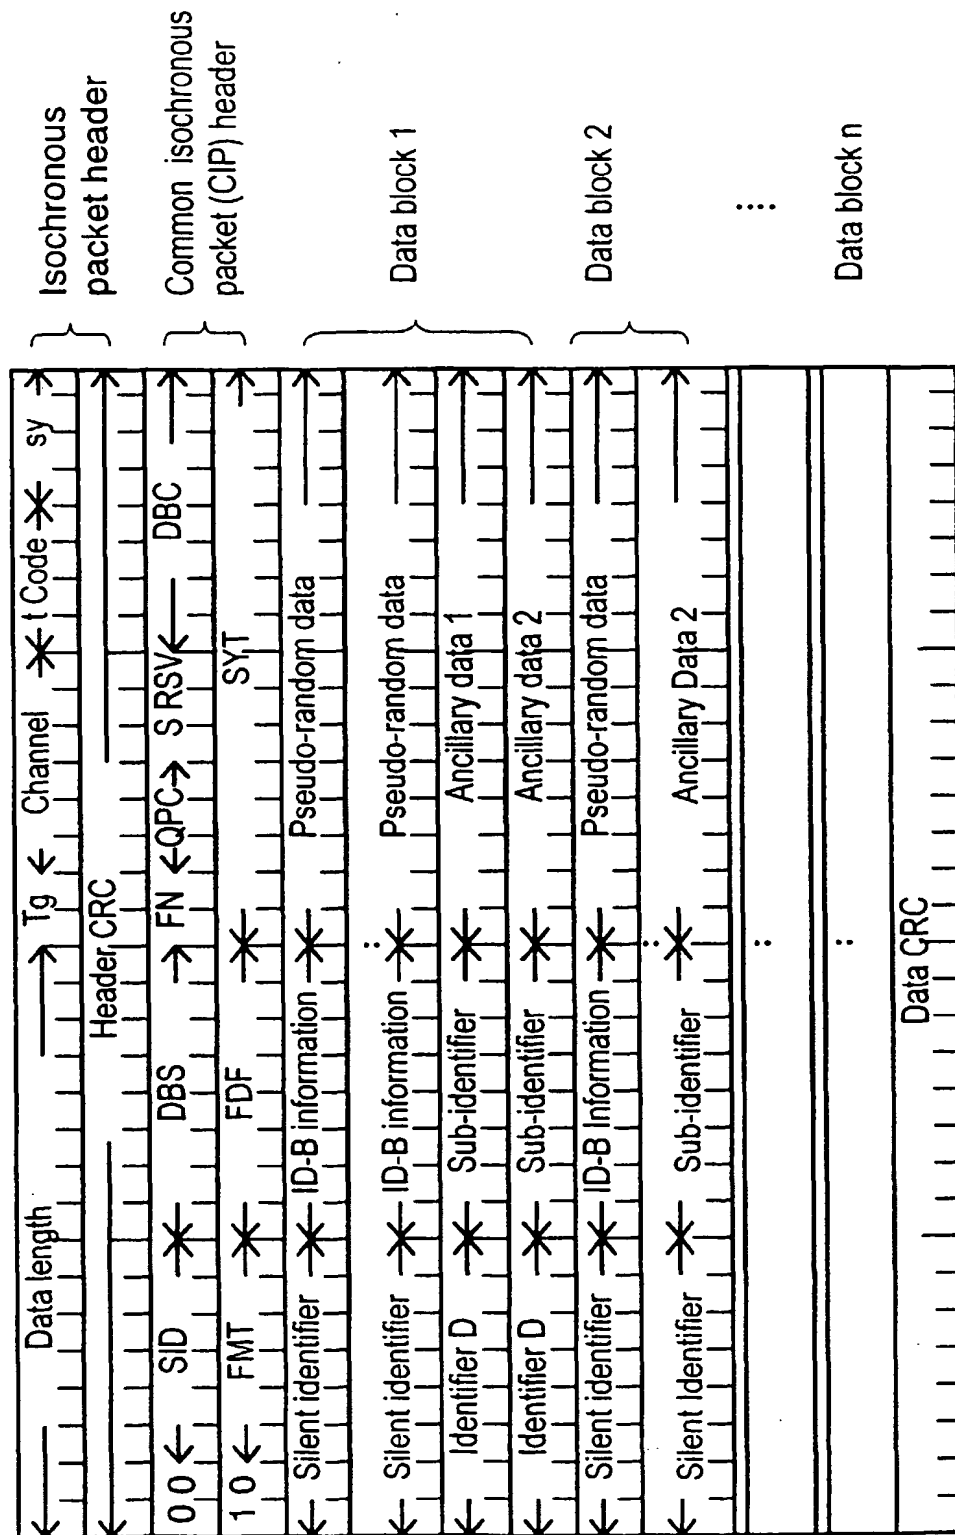 Data length Tg Channel t Code sy
Isochronous
packet header
Header CRC
0 0 SID DBS FN QPC S RSV DBC
Common isochronous
packet (CIP) header
1 0 FMT FDF SYT
Silent identifier ID-B information Pseudo-random data
Silent identifier ID-B information Pseudo-random data
Data block 1
Identifier D Sub-identifier Ancillary data 1
Identifier D Sub-identifier Ancillary data 2
Silent identifier ID-B Information Pseudo-random data
Data block 2
Silent Identifier Sub-identifier Ancillary Data 2
Data block n
Data CRC